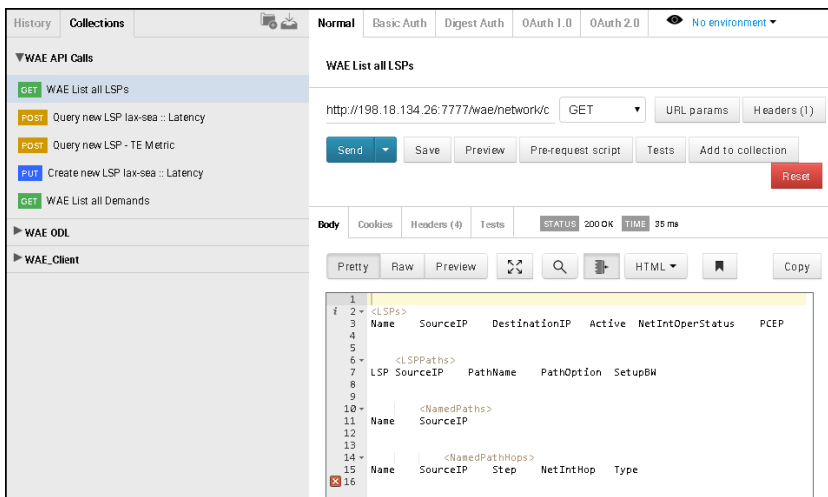 History Collections
▼WAE API Calls
GET WAE List all LSPs
POST Query new LSP lax-sea :: Latency
POST Query new LSP - TE Metric
PUT Create new LSP lax-sea :: Latency
GET WAE List all Demands
▶ WAE ODL
▶ WAE_Client
Normal Basic Auth Digest Auth OAuth 1.0 OAuth 2.0 No environment
WAE List all LSPs
http://198.18.134.26:7777/wae/network/c GET URL params Headers (1)
Send Save Preview Pre-request script Tests Add to collection
Reset
Body Cookies Headers (4) Tests STATUS 200 OK TIME 35 ms
Pretty Raw Preview HTML Copy
1
i 2 <LSPs>
3 Name SourceIP DestinationIP Active NetIntOperStatus PCEP
4
5
6 <LSPPaths>
7 LSP SourceIP PathName PathOption SetupBW
8
9
10 <NamedPaths>
11 Name SourceIP
12
13
14 <NamedPathHops>
15 Name SourceIP Step NetIntHop Type
16